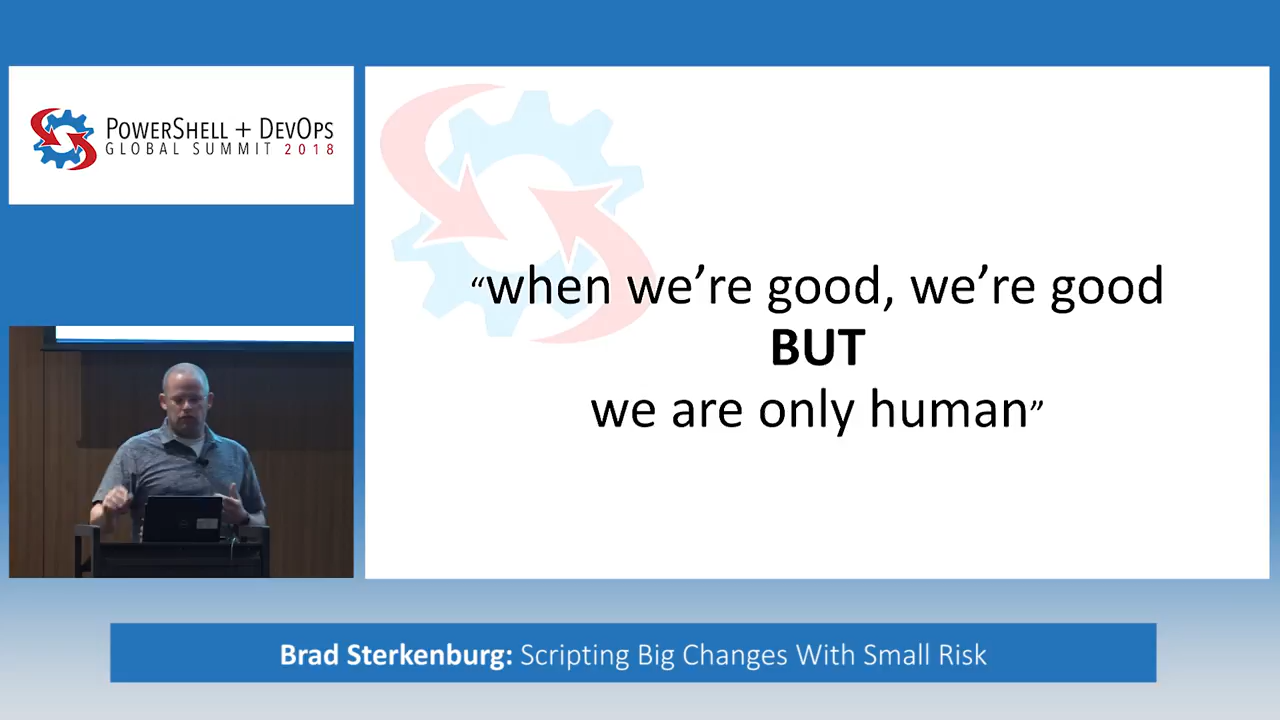 POWERSHELL + DEVOPS
GLOBAL SUMMIT 2018
“when we’re good, we’re good
BUT
we are only human”
Brad Sterkenburg: Scripting Big Changes With Small Risk